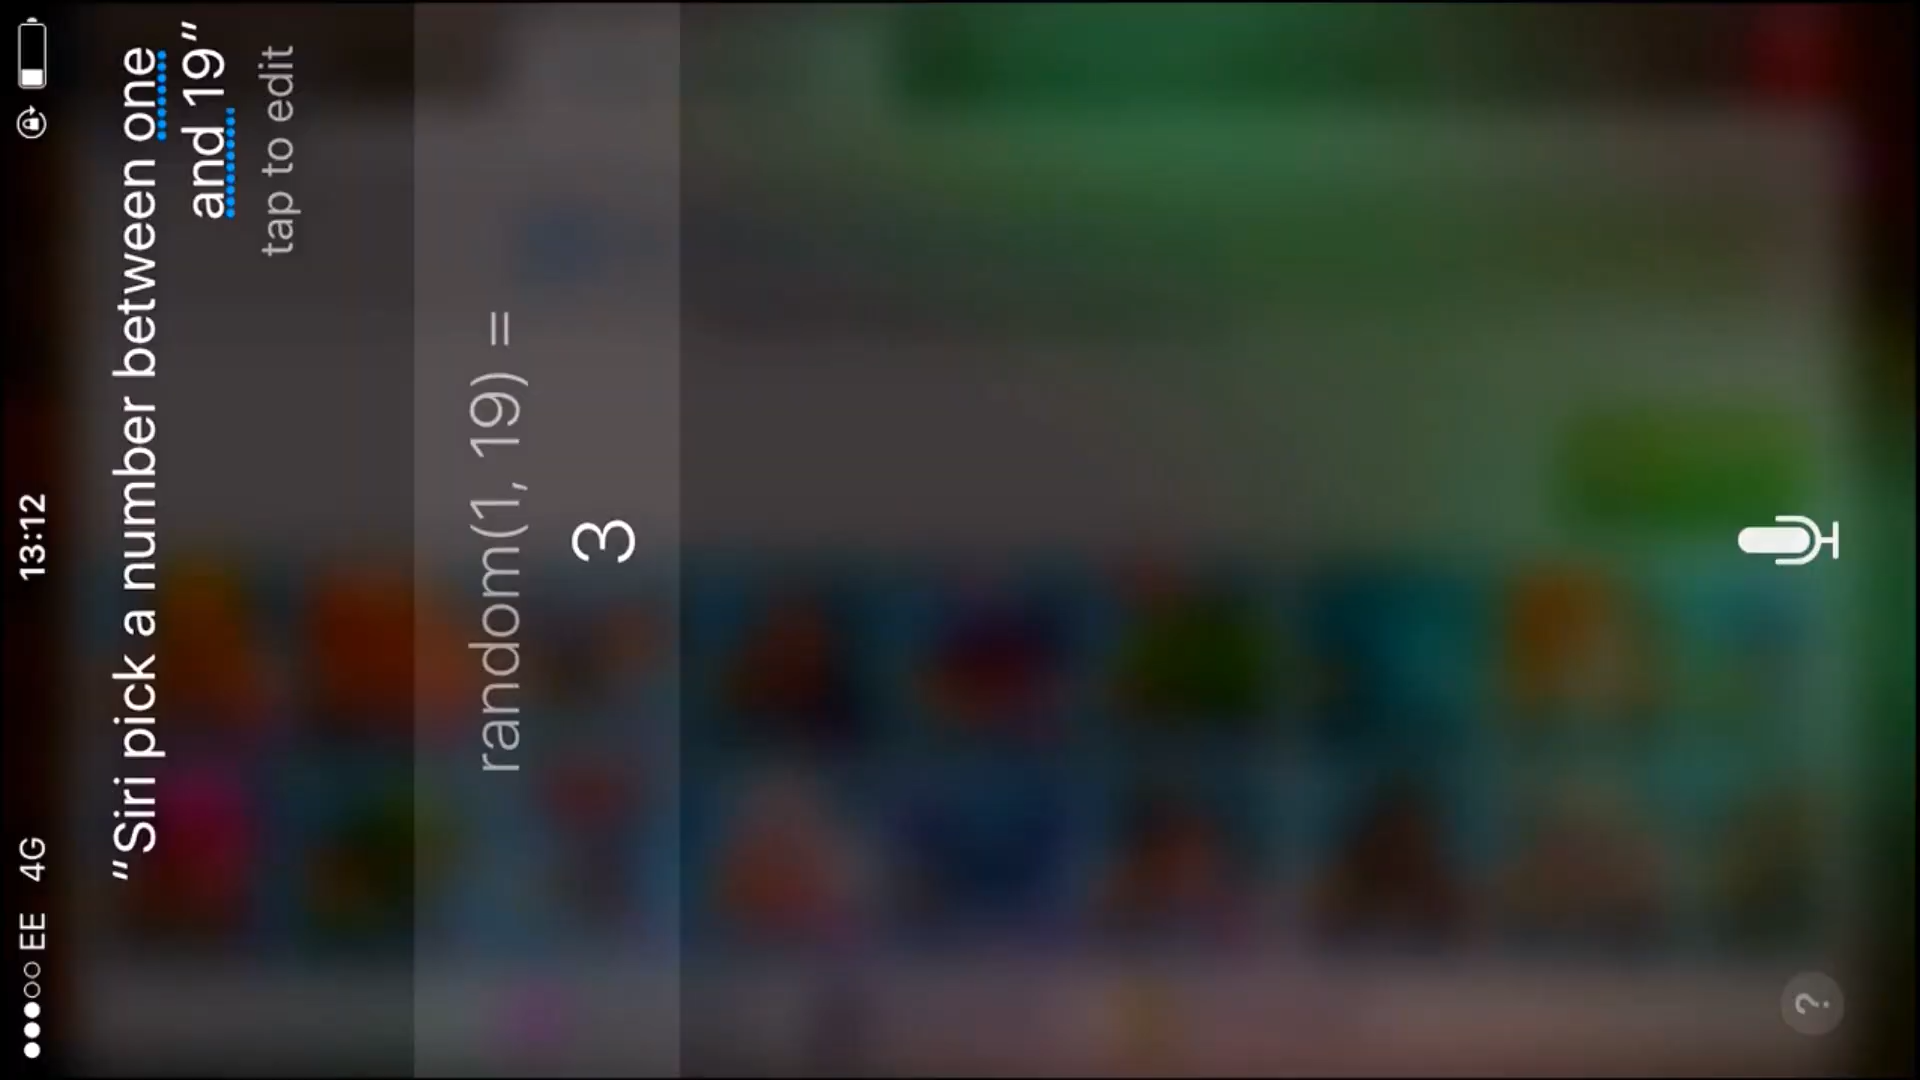 EE 4G 13:12
“Siri pick a number between one
and 19”
tap to edit
random(1, 19) =
3
?